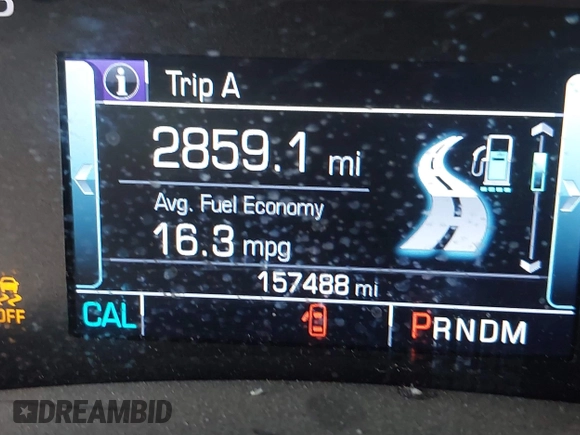 Trip A
2859.1 mi
Avg. Fuel Economy
16.3 mpg
157488 mi
CAL
PRNDM
OFF
DREAMBID